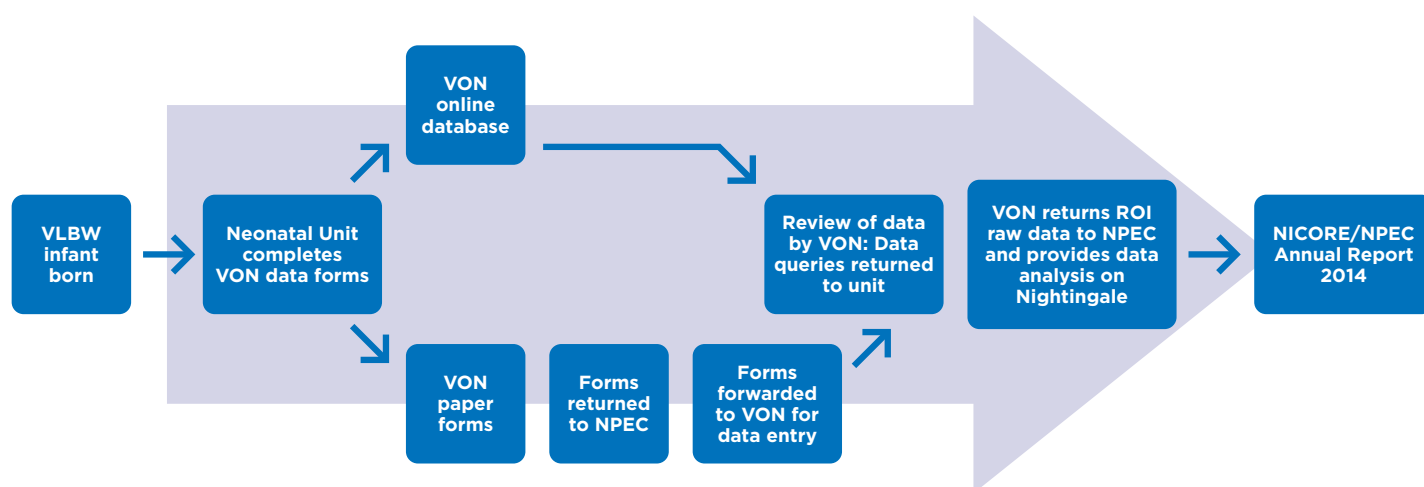 VLBW
infant
born
Neonatal Unit
completes
VON data forms
VON
online
database
VON
paper
forms
Forms
returned
to NPEC
Forms
forwarded
to VON for
data entry
Review of data
by VON: Data
queries returned
to unit
VON returns ROI
raw data to NPEC
and provides data
analysis on
Nightingale
NICORE/NPEC
Annual Report
2014